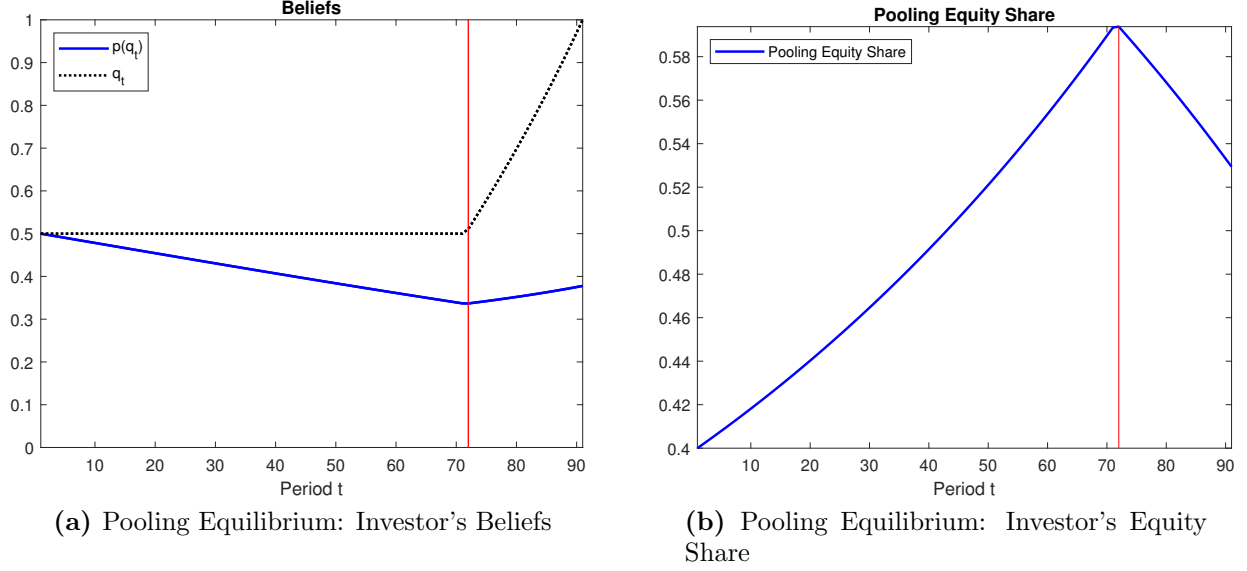 Beliefs
p(q_t)
q_t
1
0.9
0.8
0.7
0.6
0.5
0.4
0.3
0.2
0.1
0
10 20 30 40 50 60 70 80 90
Period t
(a) Pooling Equilibrium: Investor's Beliefs
Pooling Equity Share
Pooling Equity Share
0.58
0.56
0.54
0.52
0.5
0.48
0.46
0.44
0.42
0.4
10 20 30 40 50 60 70 80 90
Period t
(b) Pooling Equilibrium: Investor's Equity
Share